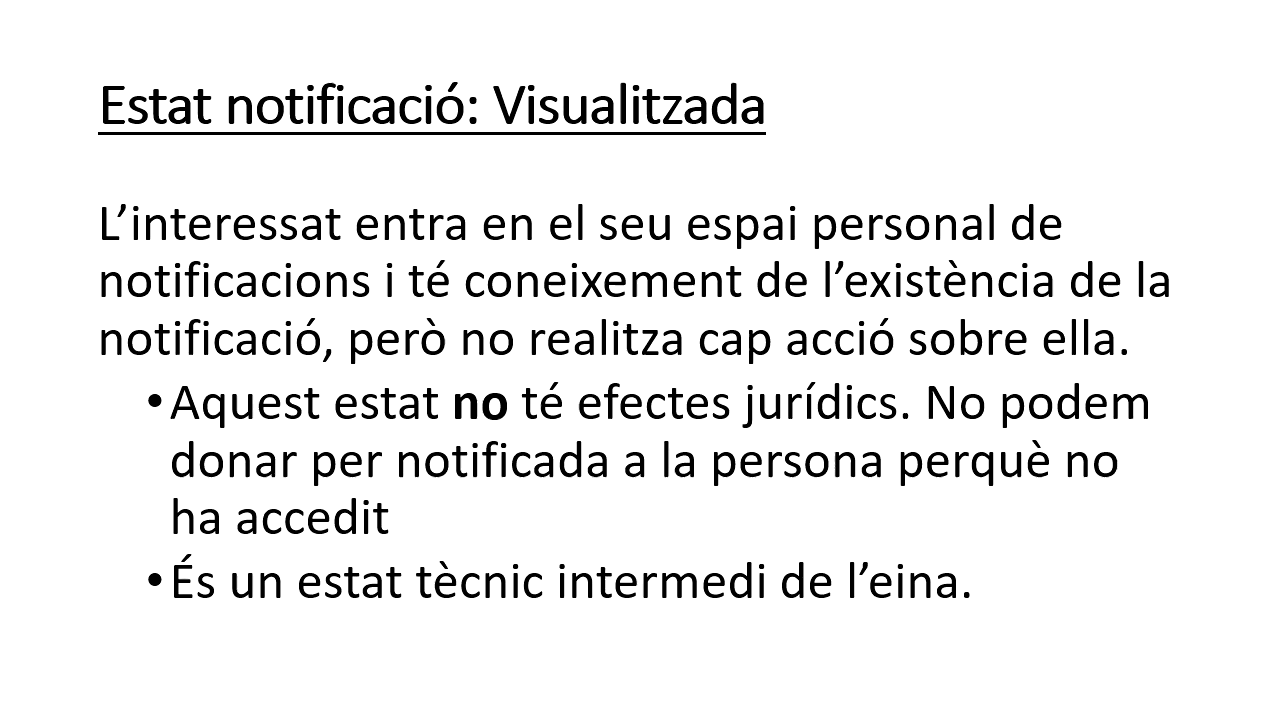 Estat notificació: Visualitzada
L’interessat entra en el seu espai personal de
notificacions i té coneixement de l’existència de la
notificació, però no realitza cap acció sobre ella.
•Aquest estat no té efectes jurídics. No podem
donar per notificada a la persona perquè no
ha accedit
•És un estat tècnic intermedi de l’eina.